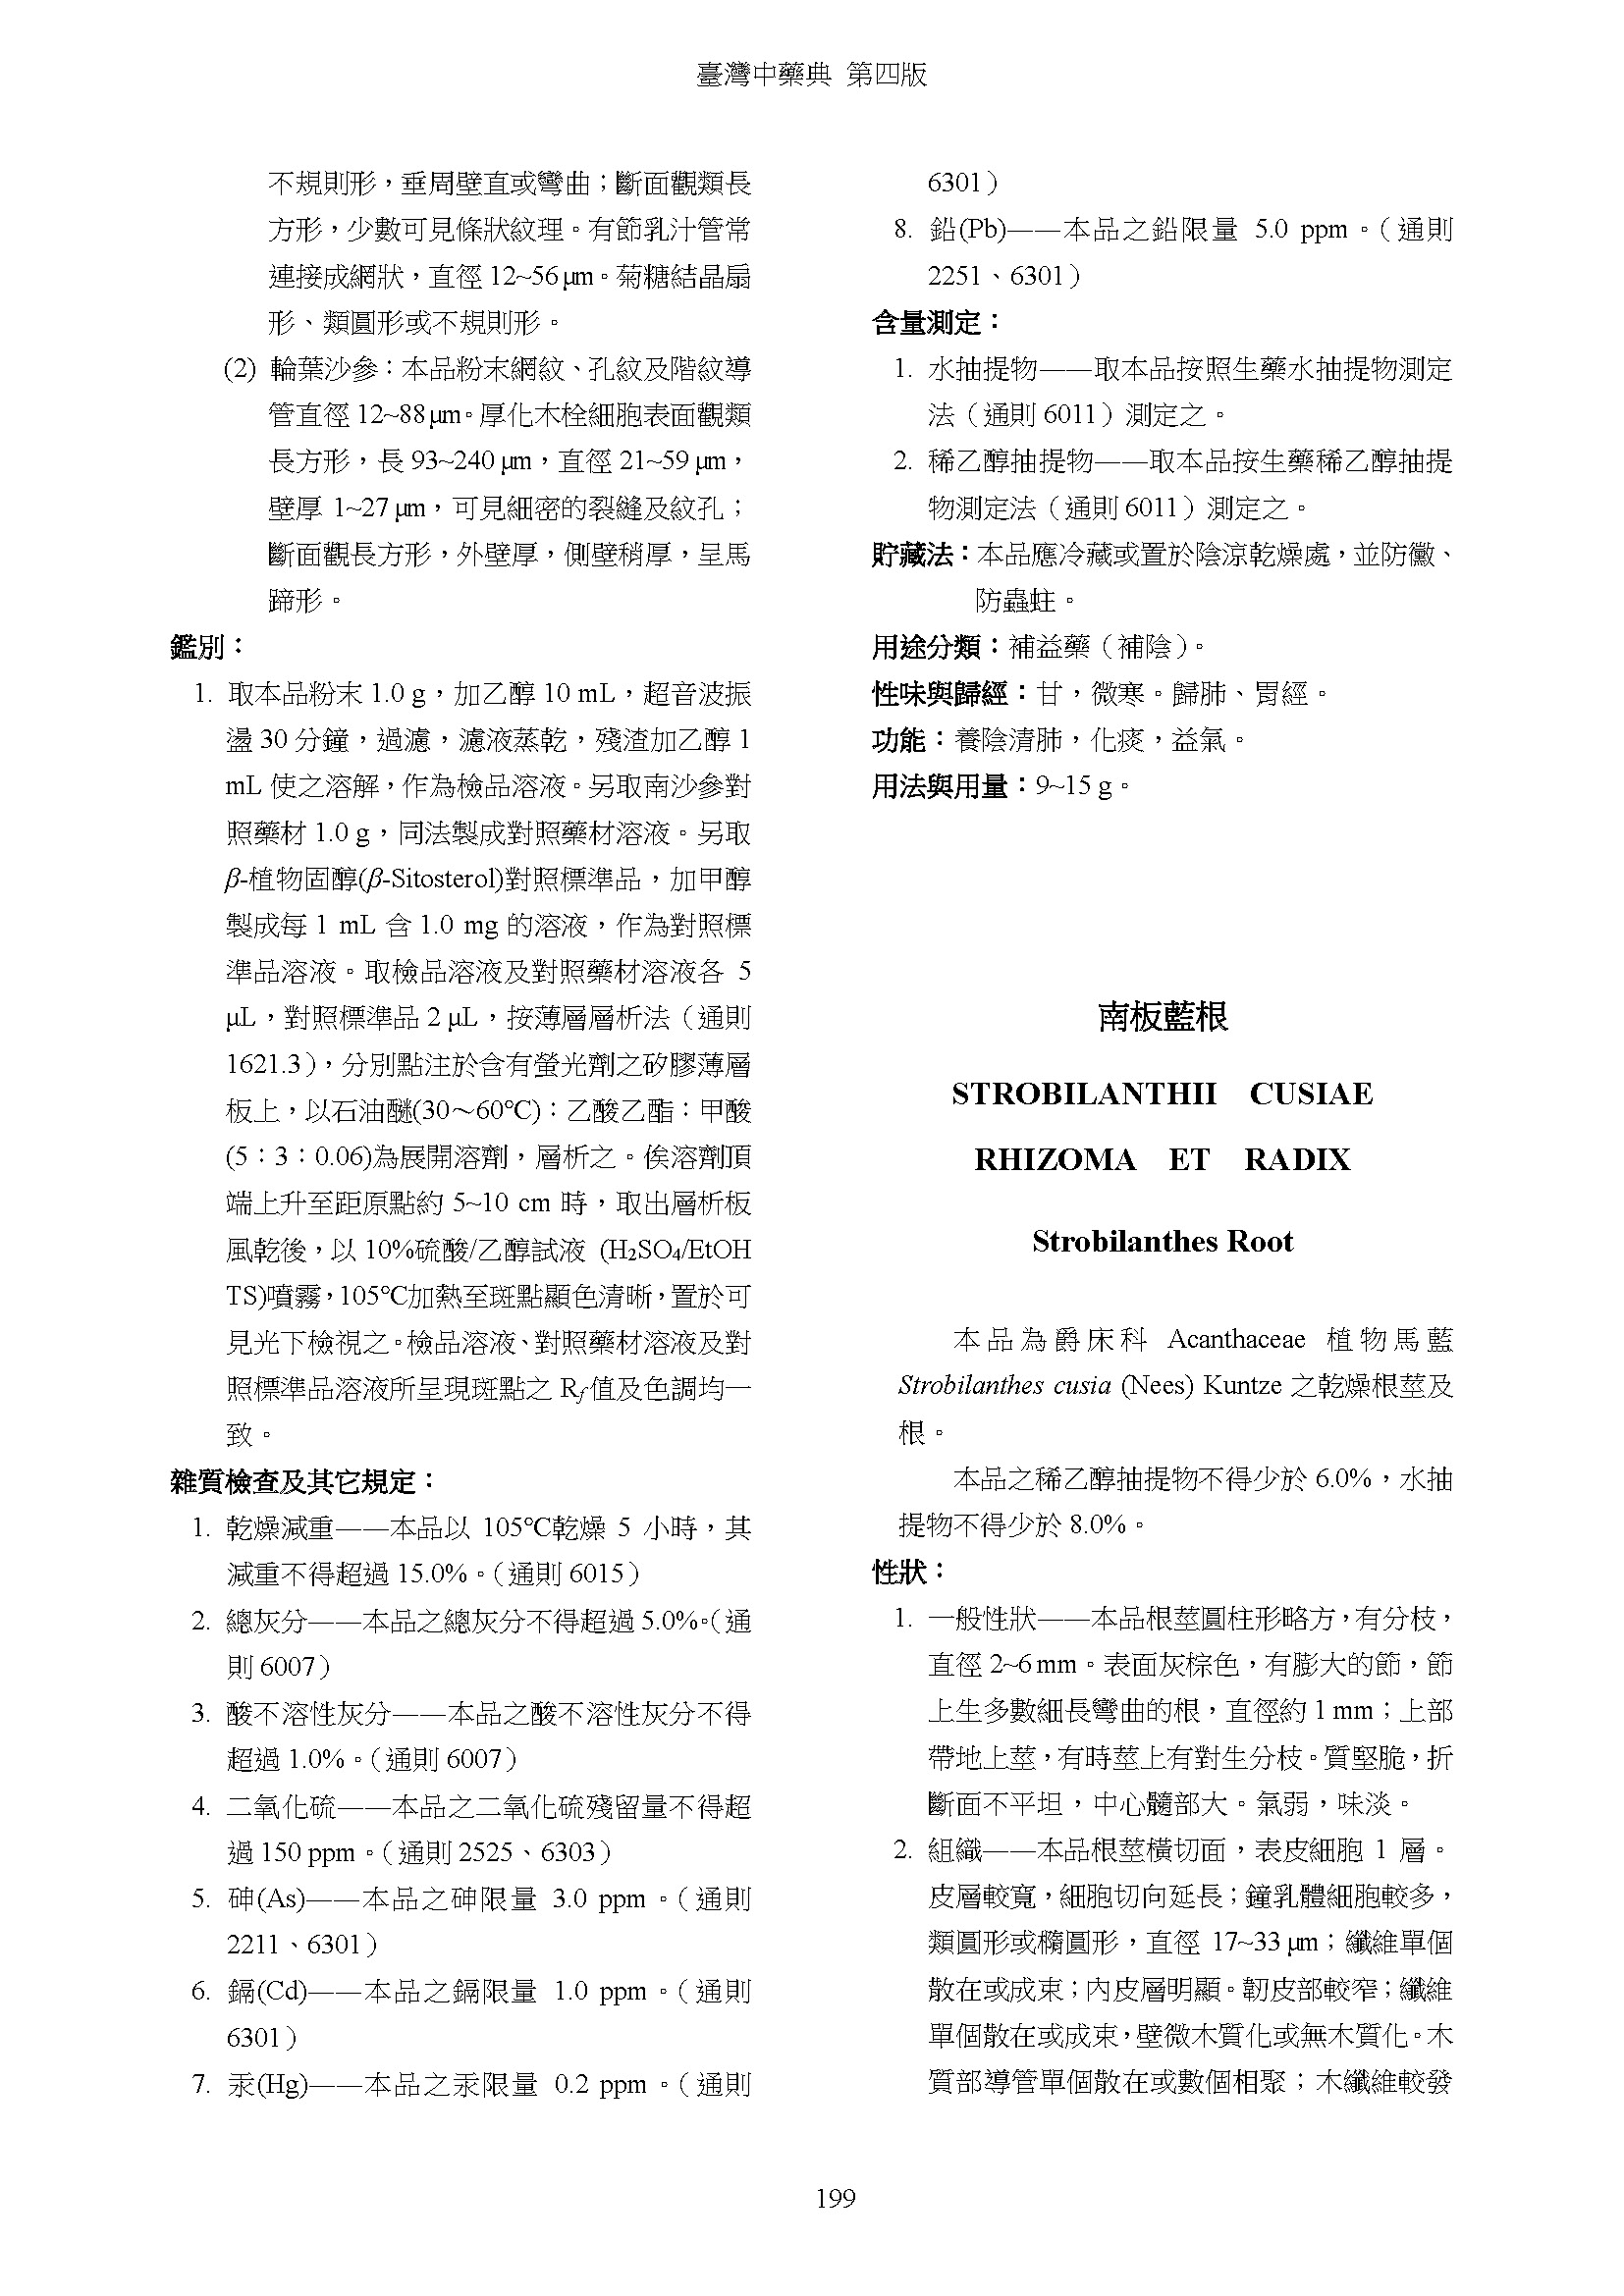 臺灣中藥典 第四版
不規則形，垂周壁直或彎曲；斷面觀類長
方形，少數可見條狀紋理。有節乳汁管常
連接成網狀，直徑 12~56 μm。菊糖結晶扇
形、類圓形或不規則形。
(2) 輪葉沙參：本品粉末網紋、孔紋及階紋導
管直徑 12~88 μm。厚化木栓細胞表面觀類
長方形，長 93~240 μm，直徑 21~59 μm，
壁厚 1~27 μm，可見細密的裂縫及紋孔；
斷面觀長方形，外壁厚，側壁稍厚，呈馬
蹄形。
鑑別：
1. 取本品粉末 1.0 g，加乙醇 10 mL，超音波振
盪 30 分鐘，過濾，濾液蒸乾，殘渣加乙醇 1
mL 使之溶解，作為檢品溶液。另取南沙參對
照藥材 1.0 g，同法製成對照藥材溶液。另取
β-植物固醇(β-Sitosterol)對照標準品，加甲醇
製成每 1 mL 含 1.0 mg 的溶液，作為對照標
準品溶液。取檢品溶液及對照藥材溶液各 5
μL，對照標準品 2 μL，按薄層層析法（通則
1621.3），分別點注於含有螢光劑之矽膠薄層
板上，以石油醚(30～60℃)：乙酸乙酯：甲酸
(5：3：0.06)為展開溶劑，層析之。俟溶劑頂
端上升至距原點約 5~10 cm 時，取出層析板
風乾後，以 10%硫酸/乙醇試液 (H₂SO₄/EtOH
TS)噴霧，105℃加熱至斑點顯色清晰，置於可
見光下檢視之。檢品溶液、對照藥材溶液及對
照標準品溶液所呈現斑點之 Rf 值及色調均一
致。
雜質檢查及其它規定：
1. 乾燥減重——本品以 105℃乾燥 5 小時，其
減重不得超過 15.0%。（通則 6015）
2. 總灰分——本品之總灰分不得超過 5.0%。（通
則 6007）
3. 酸不溶性灰分——本品之酸不溶性灰分不得
超過 1.0%。（通則 6007）
4. 二氧化硫——本品之二氧化硫殘留量不得超
過 150 ppm。（通則 2525、6303）
5. 砷(As)——本品之砷限量 3.0 ppm。（通則
2211、6301）
6. 鎘(Cd)——本品之鎘限量 1.0 ppm。（通則
6301）
7. 汞(Hg)——本品之汞限量 0.2 ppm。（通則
6301）
8. 鉛(Pb)——本品之鉛限量 5.0 ppm。（通則
2251、6301）
含量測定：
1. 水抽提物——取本品按照生藥水抽提物測定
法（通則 6011）測定之。
2. 稀乙醇抽提物——取本品按生藥稀乙醇抽提
物測定法（通則 6011）測定之。
貯藏法：本品應冷藏或置於陰涼乾燥處，並防黴、
防蟲蛀。
用途分類：補益藥（補陰）。
性味與歸經：甘，微寒。歸肺、胃經。
功能：養陰清肺，化痰，益氣。
用法與用量：9~15 g。
南板藍根
STROBILANTHII CUSIAE
RHIZOMA ET RADIX
Strobilanthes Root
本品為爵床科 Acanthaceae 植物馬藍
Strobilanthes cusia (Nees) Kuntze 之乾燥根莖及
根。
本品之稀乙醇抽提物不得少於 6.0%，水抽
提物不得少於 8.0%。
性狀：
1. 一般性狀——本品根莖圓柱形略方，有分枝，
直徑 2~6 mm。表面灰棕色，有膨大的節，節
上生多數細長彎曲的根，直徑約 1 mm；上部
帶地上莖，有時莖上有對生分枝。質堅脆，折
斷面不平坦，中心髓部大。氣弱，味淡。
2. 組織——本品根莖橫切面，表皮細胞 1 層。
皮層較寬，細胞切向延長；鐘乳體細胞較多，
類圓形或橢圓形，直徑 17~33 μm；纖維單個
散在或成束；內皮層明顯。韌皮部較窄；纖維
單個散在或成束，壁微木質化或無木質化。木
質部導管單個散在或數個相聚；木纖維較發
199